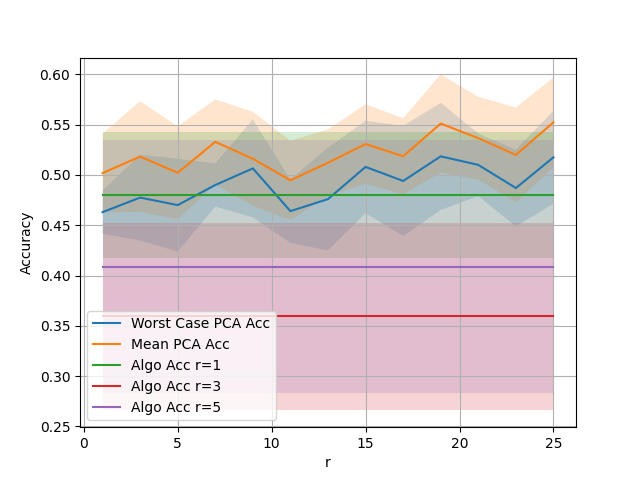 0.60
0.55
0.50
0.45
0.40
0.35
0.30
0.25
Accuracy
Worst Case PCA Acc
Mean PCA Acc
Algo Acc r=1
Algo Acc r=3
Algo Acc r=5
0 5 10 15 20 25
r